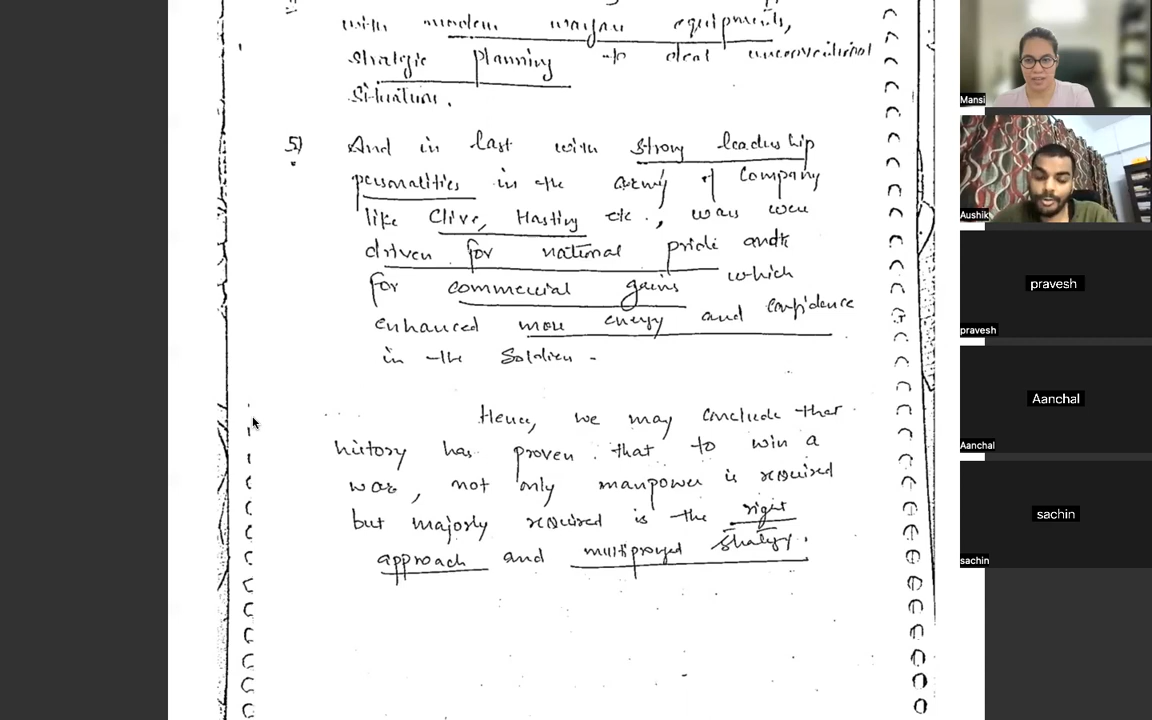 with modern warfare equipments,
strategic planning to deal unconventional
situations.
5) And in last with strong leadership
personalities in the army of Company
like Clive, Hasting etc., wars were
driven for national pride and
for commercial gains which
enhanced more energy and confidence
in the soldiers.
Hence, we may conclude that
history has proven that to win a
war, not only manpower is required
but majorly required is the right
approach and strategy.
Mansi
Aushik
pravesh
pravesh
Aanchal
Aanchal
sachin
sachin